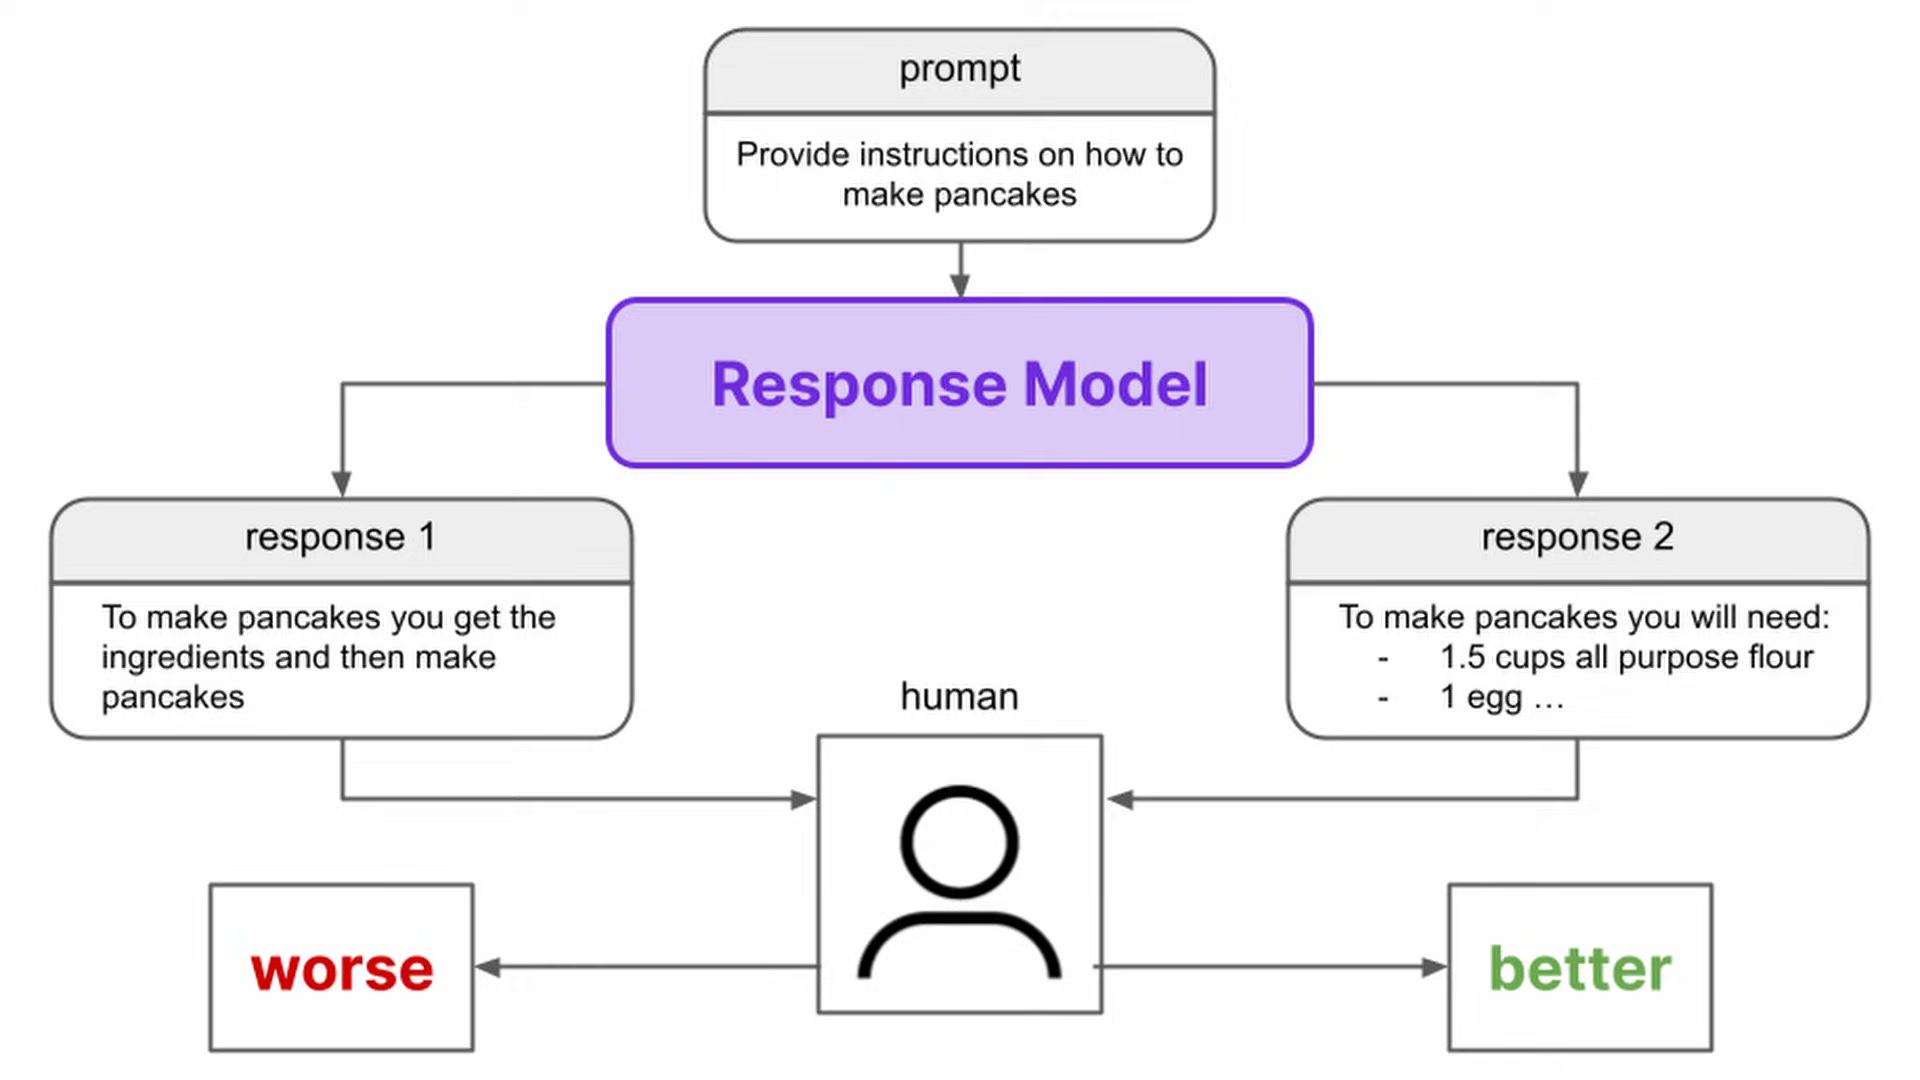 prompt
Provide instructions on how to
make pancakes
Response Model
response 1
To make pancakes you get the
ingredients and then make
pancakes
response 2
To make pancakes you will need:
- 1.5 cups all purpose flour
- 1 egg …
human
worse
better